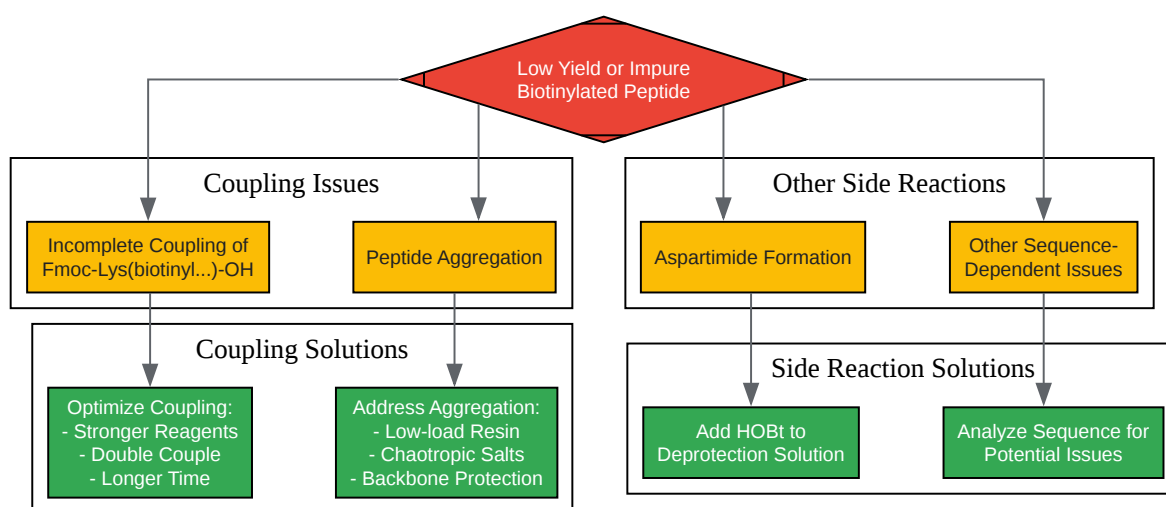 Low Yield or Impure
Biotinylated Peptide
Coupling Issues
Incomplete Coupling of
Fmoc-Lys(biotinyl...)-OH
Peptide Aggregation
Other Side Reactions
Aspartimide Formation
Other Sequence-
Dependent Issues
Coupling Solutions
Optimize Coupling:
- Stronger Reagents
- Double Couple
- Longer Time
Address Aggregation:
- Low-load Resin
- Chaotropic Salts
- Backbone Protection
Side Reaction Solutions
Add HOBt to
Deprotection Solution
Analyze Sequence for
Potential Issues